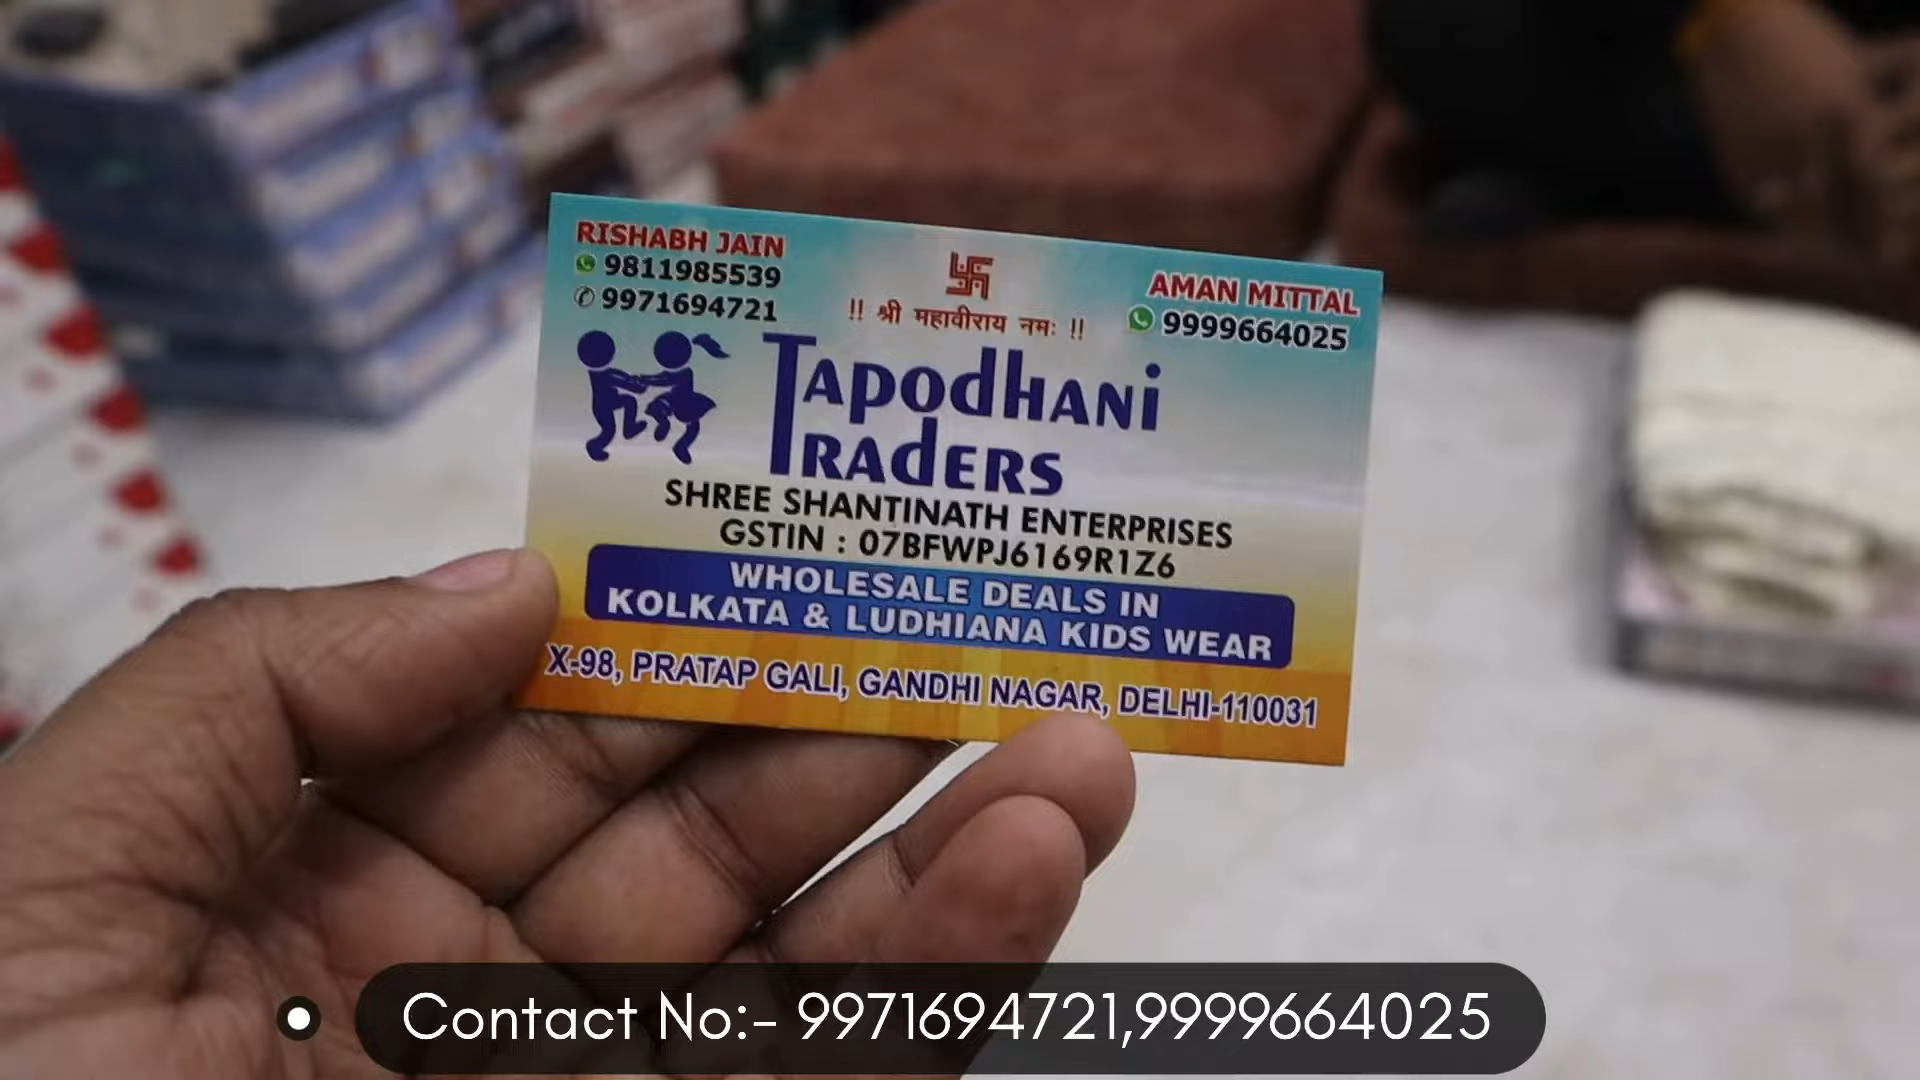 RISHABH JAIN
9811985539
9971694721
!! श्री महावीराय नमः !!
AMAN MITTAL
9999664025
TAPODHANI
TRADERS
SHREE SHANTINATH ENTERPRISES
GSTIN : 07BFWPJ6169R1Z6
WHOLESALE DEALS IN
KOLKATA & LUDHIANA KIDS WEAR
X-98, PRATAP GALI, GANDHI NAGAR, DELHI-110031
Contact No:- 9971694721,9999664025